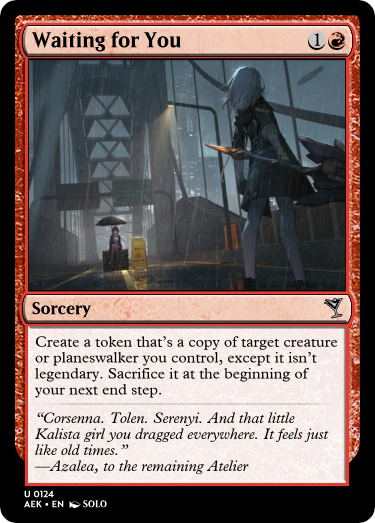 Waiting for You
1
Sorcery
Create a token that's a copy of target creature
or planeswalker you control, except it isn't
legendary. Sacrifice it at the beginning of
your next end step.
“Corsenna. Tolen. Serenyi. And that little
Kalista girl you dragged everywhere. It feels just
like old times.”
—Azalea, to the remaining Atelier
U 0124
AEK • EN SOLO